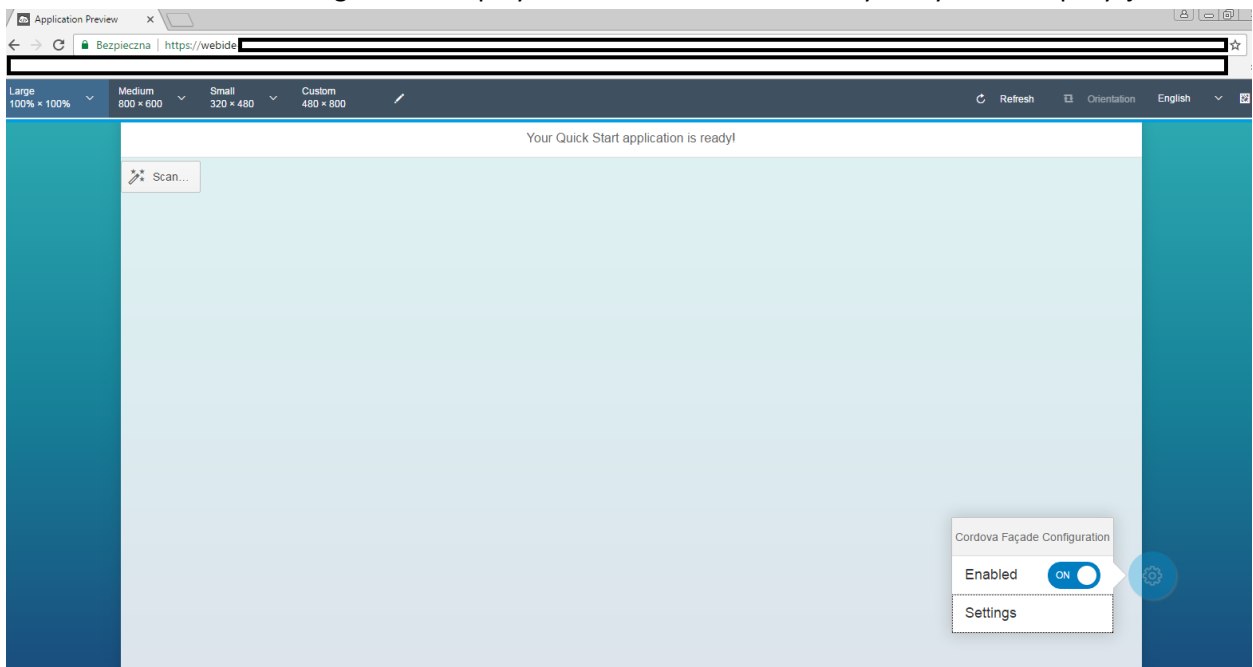 Application Preview
Bezpieczna | https://webide
Large Medium Small Custom
100% × 100% 800 × 600 320 × 480 480 × 800 Refresh Orientation English
Your Quick Start application is ready!
Scan...
Cordova Façade Configuration
Enabled ON
Settings